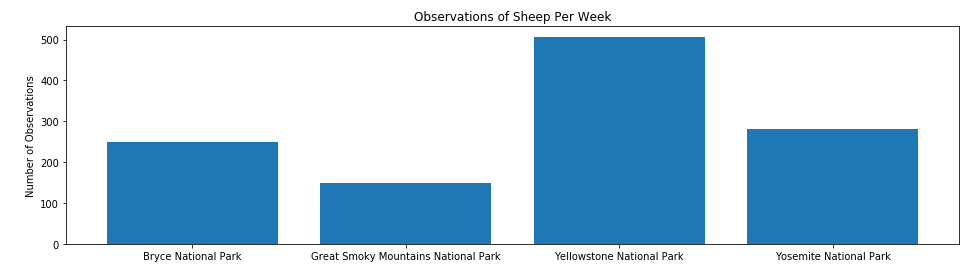 Observations of Sheep Per Week
Number of Observations
500
400
300
200
100
0
Bryce National Park
Great Smoky Mountains National Park
Yellowstone National Park
Yosemite National Park